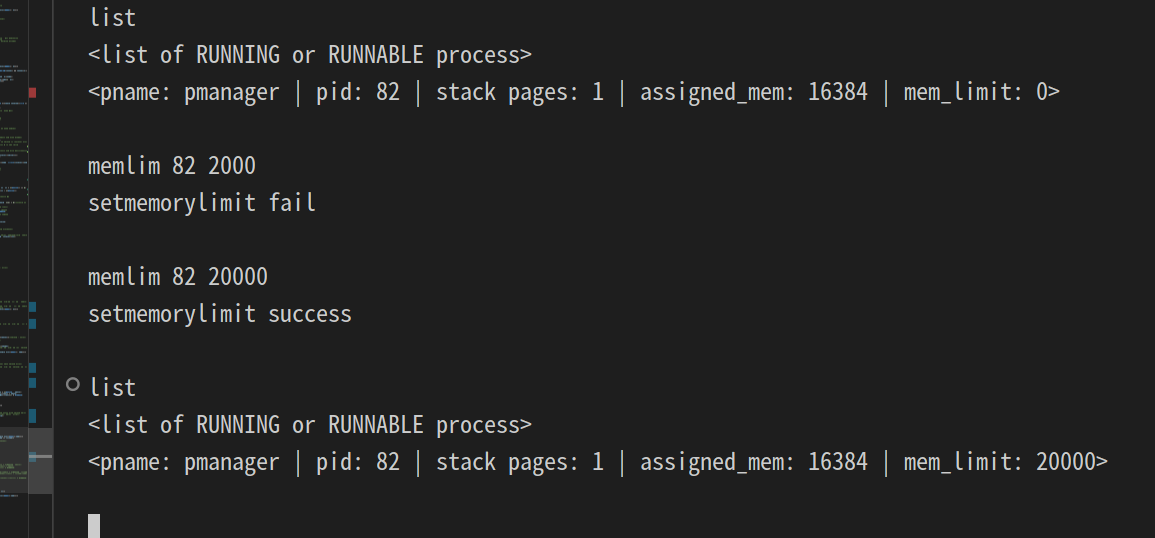 list
<list of RUNNING or RUNNABLE process>
<pname: pmanager | pid: 82 | stack pages: 1 | assigned_mem: 16384 | mem_limit: 0>
memlim 82 2000
setmemorylimit fail
memlim 82 20000
setmemorylimit success
list
<list of RUNNING or RUNNABLE process>
<pname: pmanager | pid: 82 | stack pages: 1 | assigned_mem: 16384 | mem_limit: 20000>